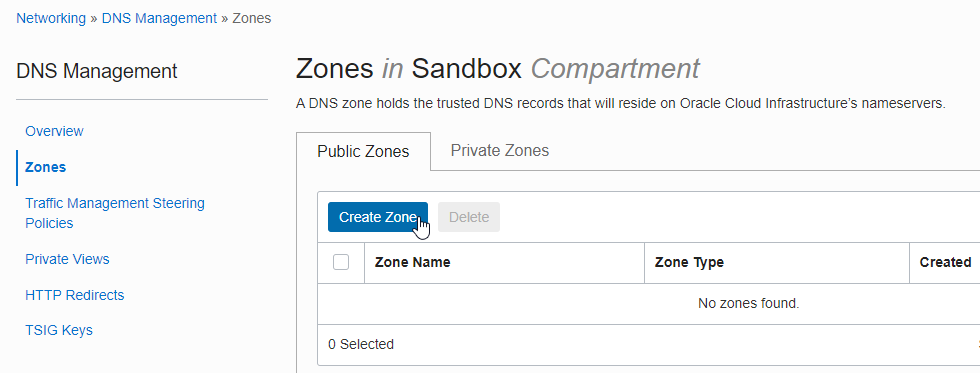 Networking » DNS Management » Zones
DNS Management
Overview
Zones
Traffic Management Steering
Policies
Private Views
HTTP Redirects
TSIG Keys
Zones in Sandbox Compartment
A DNS zone holds the trusted DNS records that will reside on Oracle Cloud Infrastructure's nameservers.
Public Zones Private Zones
Create Zone Delete
Zone Name Zone Type Created
No zones found.
0 Selected